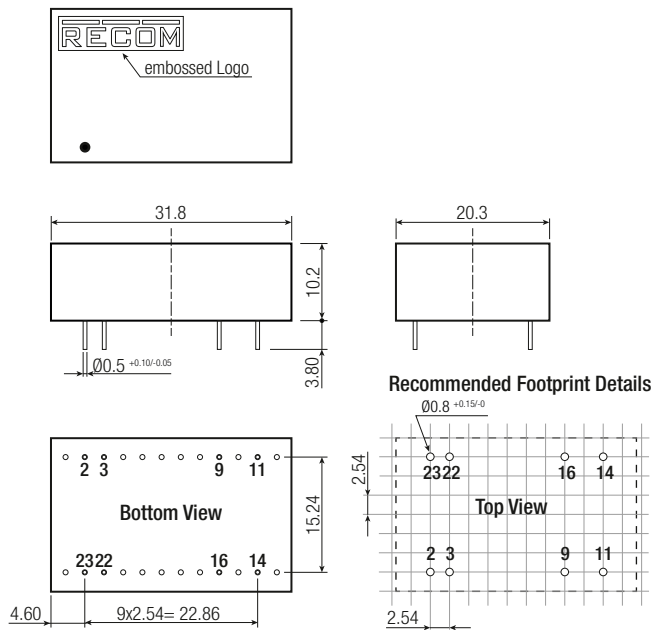 RECOM
embossed Logo
31.8
20.3
10.2
3.80
Ø0.5 +0.10/-0.05
Recommended Footprint Details
Ø0.8 +0.15/-0
2 3 9 11
Bottom View
15.24
23 22 16 14
4.60
9x2.54= 22.86
2.54
23 22 16 14
Top View
2 3 9 11
2.54